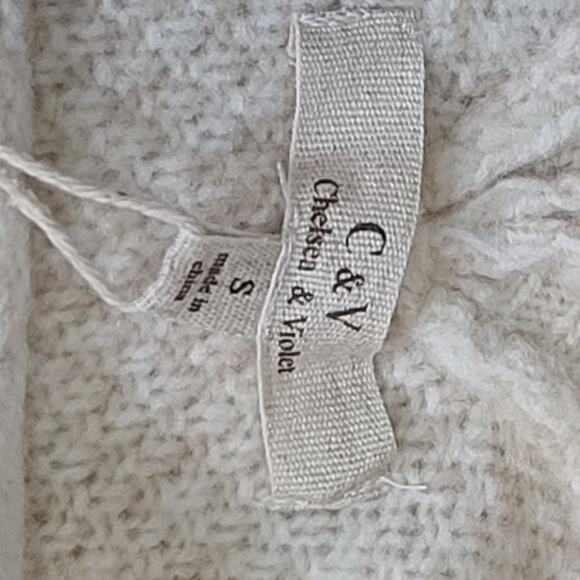 C & V
Chelsea & Violet
S
made in
china